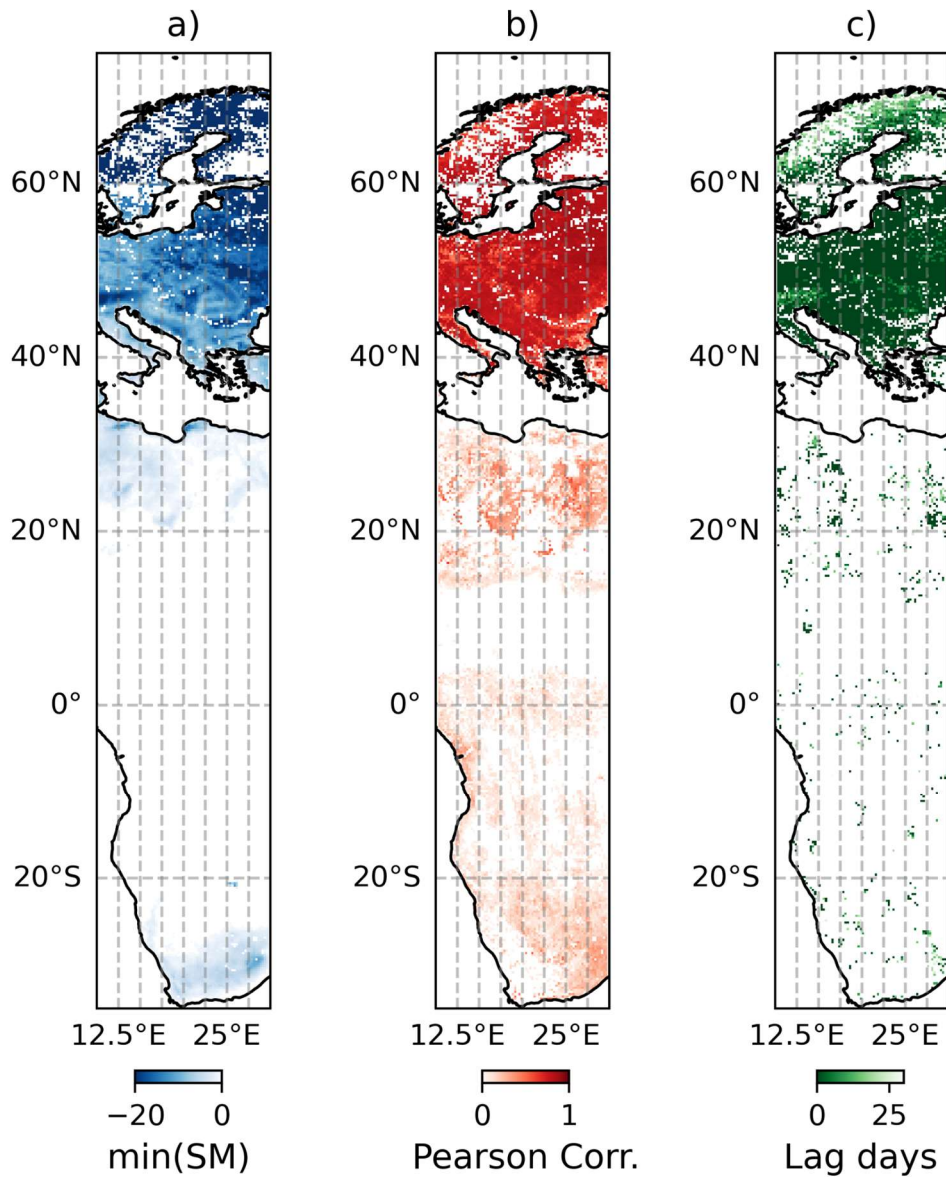 a) b) c)
60°N 60°N 60°N
40°N 40°N 40°N
20°N 20°N 20°N
0° 0° 0°
20°S 20°S 20°S
12.5°E 25°E 12.5°E 25°E 12.5°E 25°E
−20 0 0 1 0 25
min(SM) Pearson Corr. Lag days